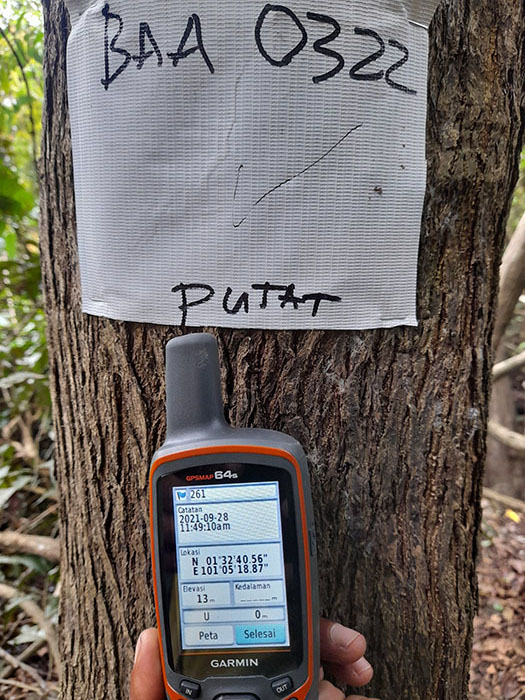 BAA 0322
PUTAT
GPSMAP 64s
261
Catatan
2021-09-28
11:49:10am
Lokasi
N 01°32'40.56"
E 101°05'18.87"
Elevasi
Kedalaman
13m
_____m
U
0m
Peta
Selesai
GARMIN
IN
OUT